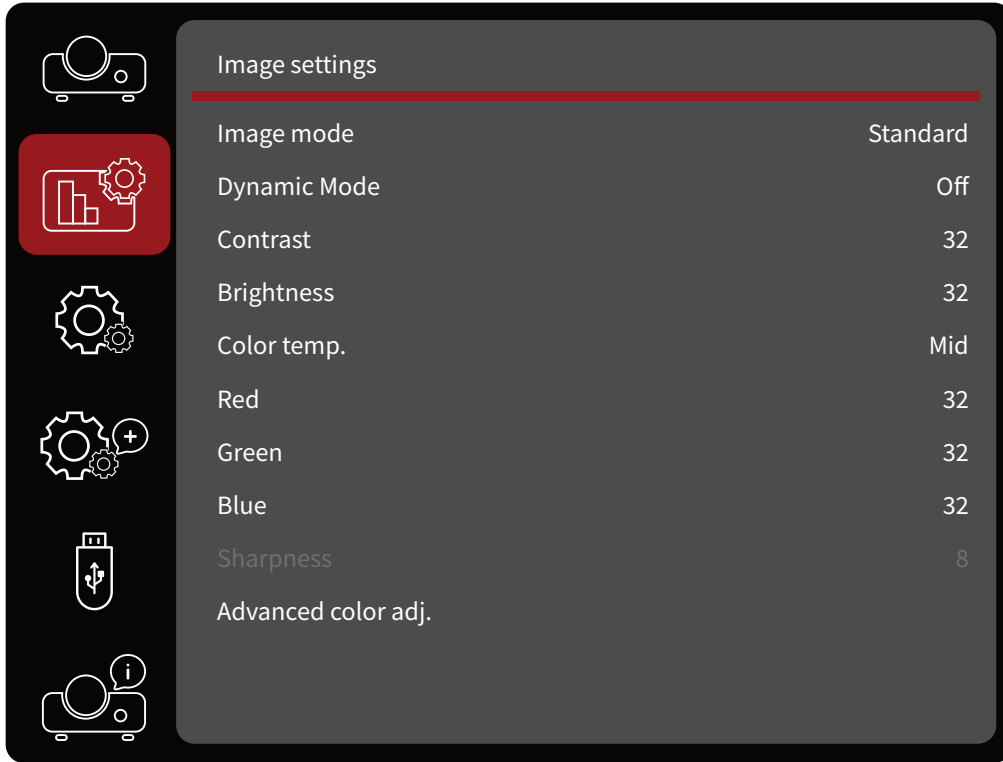 Image settings
Image mode Standard
Dynamic Mode Off
Contrast 32
Brightness 32
Color temp. Mid
Red 32
Green 32
Blue 32
Sharpness 8
Advanced color adj.